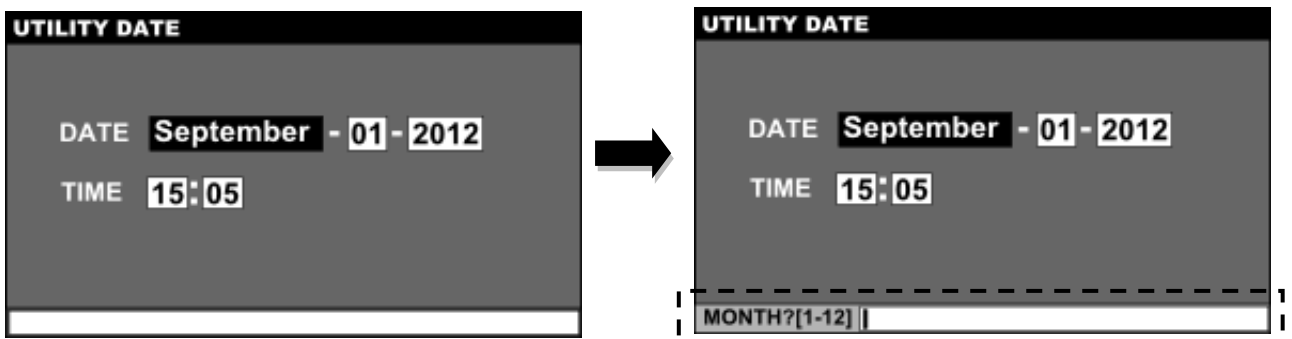 UTILITY DATE
DATE September - 01 - 2012
TIME 15:05
UTILITY DATE
DATE September - 01 - 2012
TIME 15:05
MONTH?[1-12]